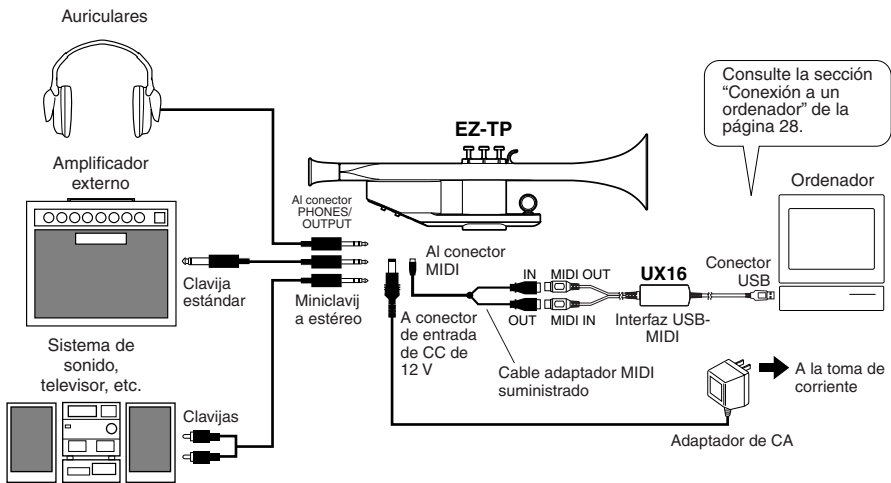 Auriculares
Amplificador
externo
Clavija
estándar
Sistema de
sonido,
televisor, etc.
Clavijas
Al conector
PHONES/
OUTPUT
Miniclavij
a estéreo
EZ-TP
Al conector
MIDI
A conector
de entrada
de CC de
12 V
IN MIDI OUT
OUT MIDI IN
Cable adaptador MIDI
suministrado
UX16
Interfaz USB-
MIDI
Conector
USB
Consulte la sección
“Conexión a un
ordenador” de la
página 28.
Ordenador
A la toma de
corriente
Adaptador de CA